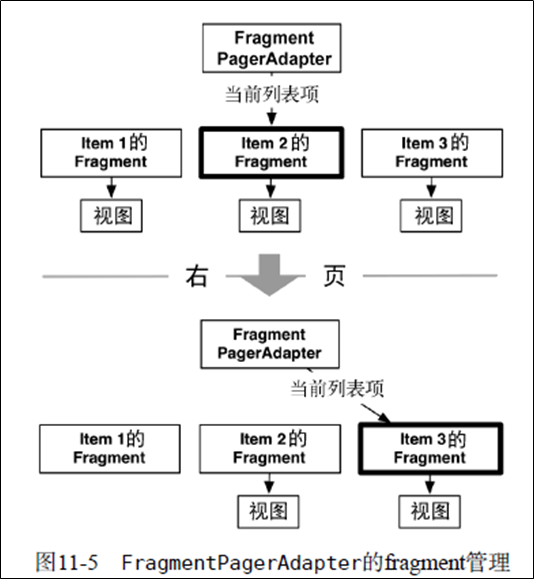 Fragment
PagerAdapter
当前列表项
Item 1的
Fragment
Item 2的
Fragment
Item 3的
Fragment
视图
视图
视图
右 页
Fragment
PagerAdapter
当前列表项
Item 1的
Fragment
Item 2的
Fragment
Item 3的
Fragment
视图
视图
图11-5 FragmentPagerAdapter的fragment管理